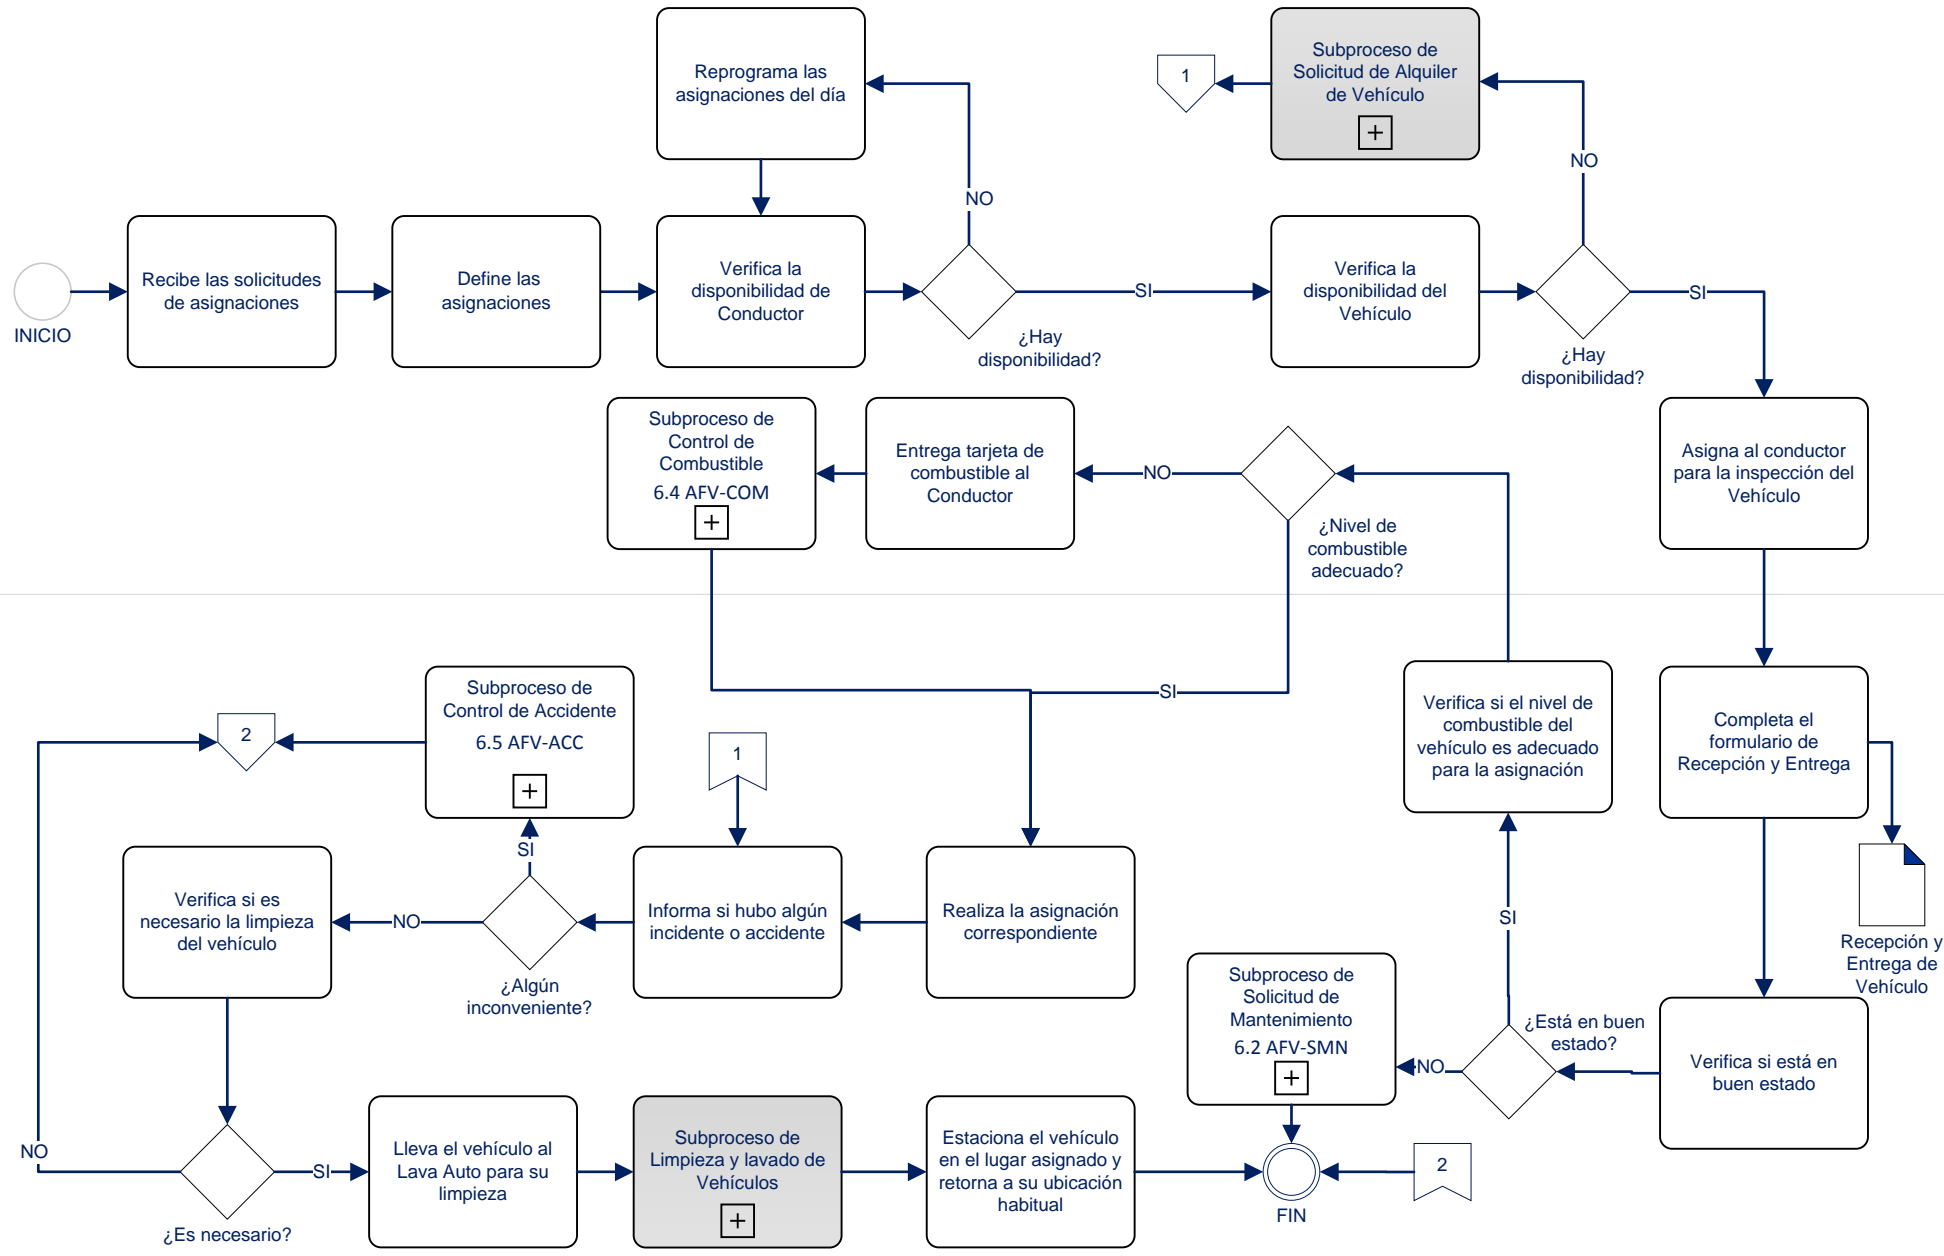 Reprograma las
asignaciones del día
1
Subproceso de
Solicitud de Alquiler
de Vehículo
NO
NO
INICIO
Recibe las solicitudes
de asignaciones
Define las
asignaciones
Verifica la
disponibilidad de
Conductor
¿Hay
disponibilidad?
SI
Verifica la
disponibilidad del
Vehículo
¿Hay
disponibilidad?
SI
Subproceso de
Control de
Combustible
6.4 AFV-COM
Entrega tarjeta de
combustible al
Conductor
NO
¿Nivel de
combustible
adecuado?
Asigna al conductor
para la inspección del
Vehículo
2
Subproceso de
Control de Accidente
6.5 AFV-ACC
1
SI
Verifica si el nivel de
combustible del
vehículo es adecuado
para la asignación
Completa el
formulario de
Recepción y Entrega
SI
Verifica si es
necesario la limpieza
del vehículo
NO
¿Algún
inconveniente?
Informa si hubo algún
incidente o accidente
Realiza la asignación
correspondiente
SI
Recepción y
Entrega de
Vehículo
Subproceso de
Solicitud de
Mantenimiento
6.2 AFV-SMN
NO
¿Está en buen
estado?
Verifica si está en
buen estado
NO
¿Es necesario?
SI
Lleva el vehículo al
Lava Auto para su
limpieza
Subproceso de
Limpieza y lavado de
Vehículos
Estaciona el vehículo
en el lugar asignado y
retorna a su ubicación
habitual
FIN
2